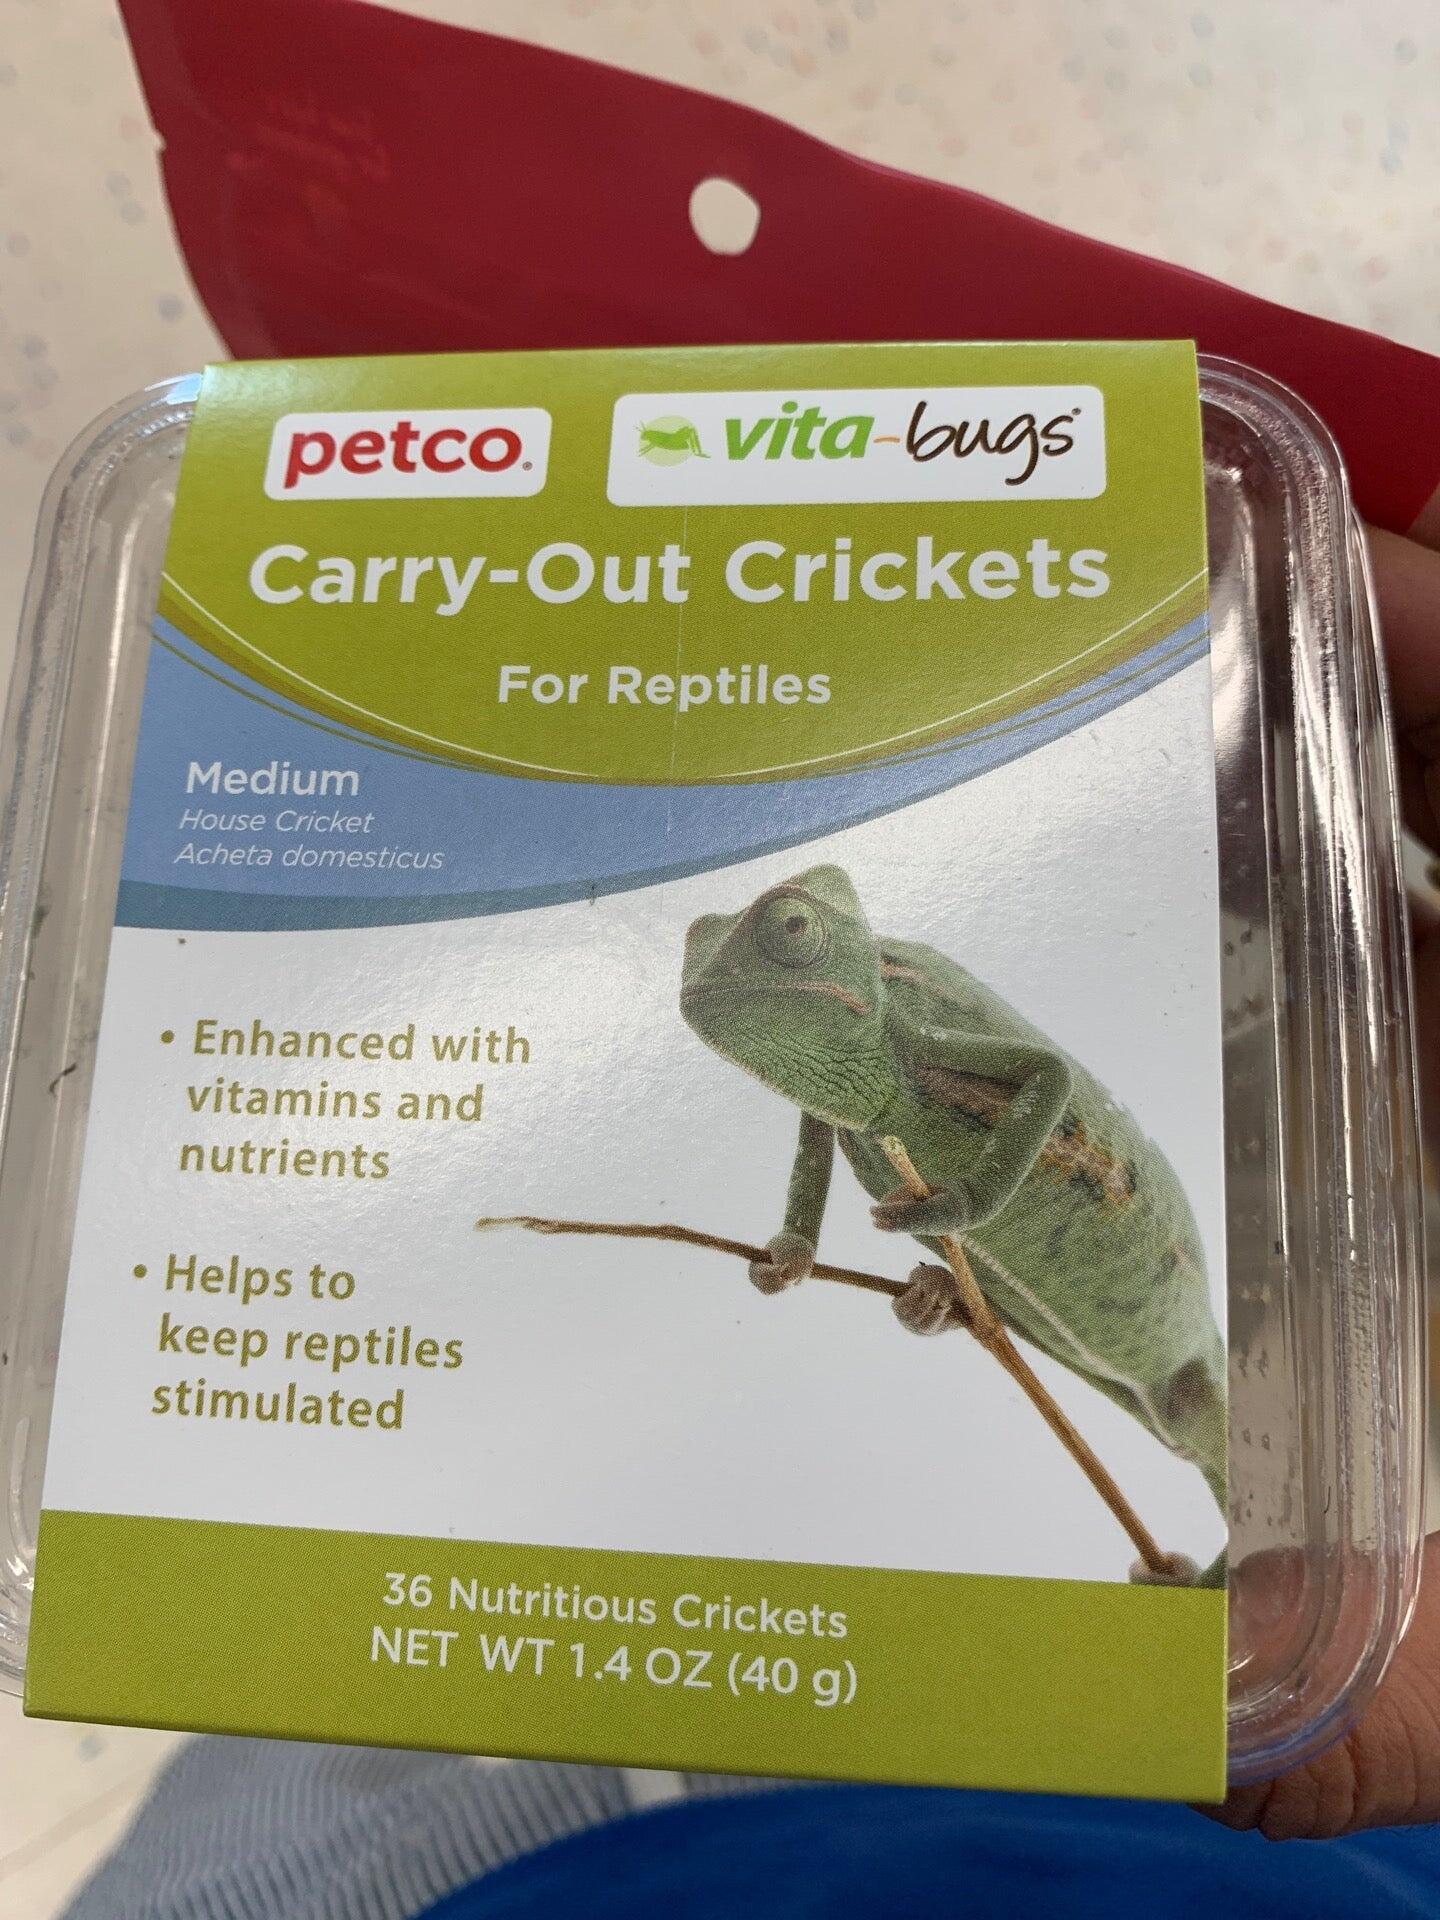 petco
vita-bugs
Carry-Out Crickets
For Reptiles
Medium
House Cricket
Acheta domesticus
• Enhanced with
vitamins and
nutrients
• Helps to
keep reptiles
stimulated
36 Nutritious Crickets
NET WT 1.4 OZ (40 g)